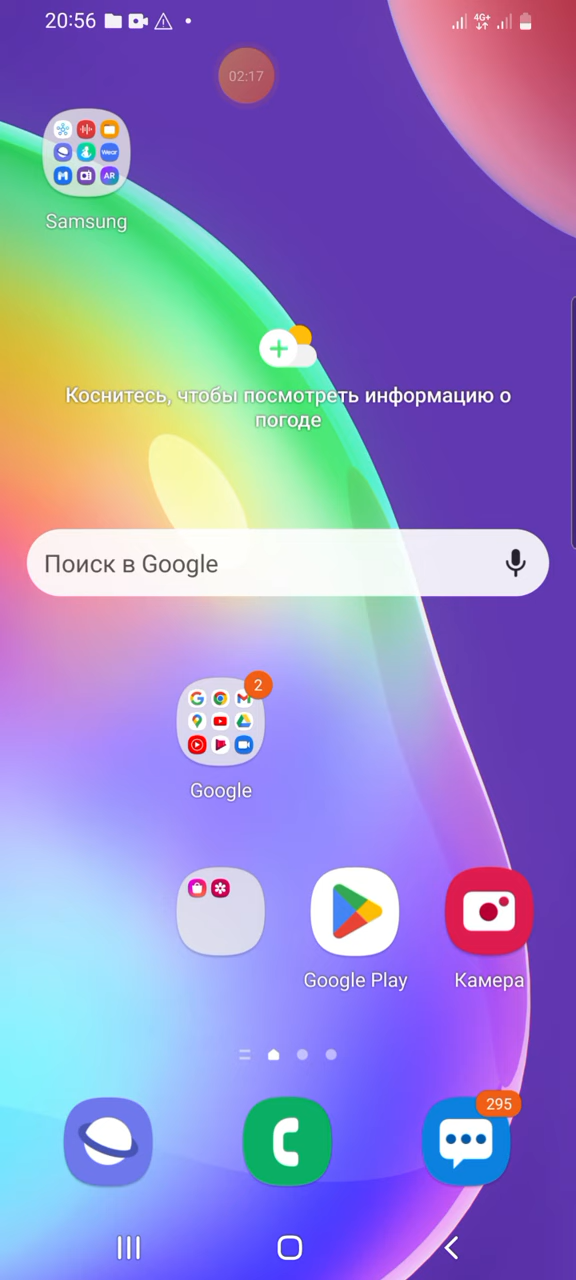 20:56
4G+
02:17
Wear
AR
Samsung
Коснитесь, чтобы посмотреть информацию о
погоде
Поиск в Google
2
Google
Google Play
Камера
295